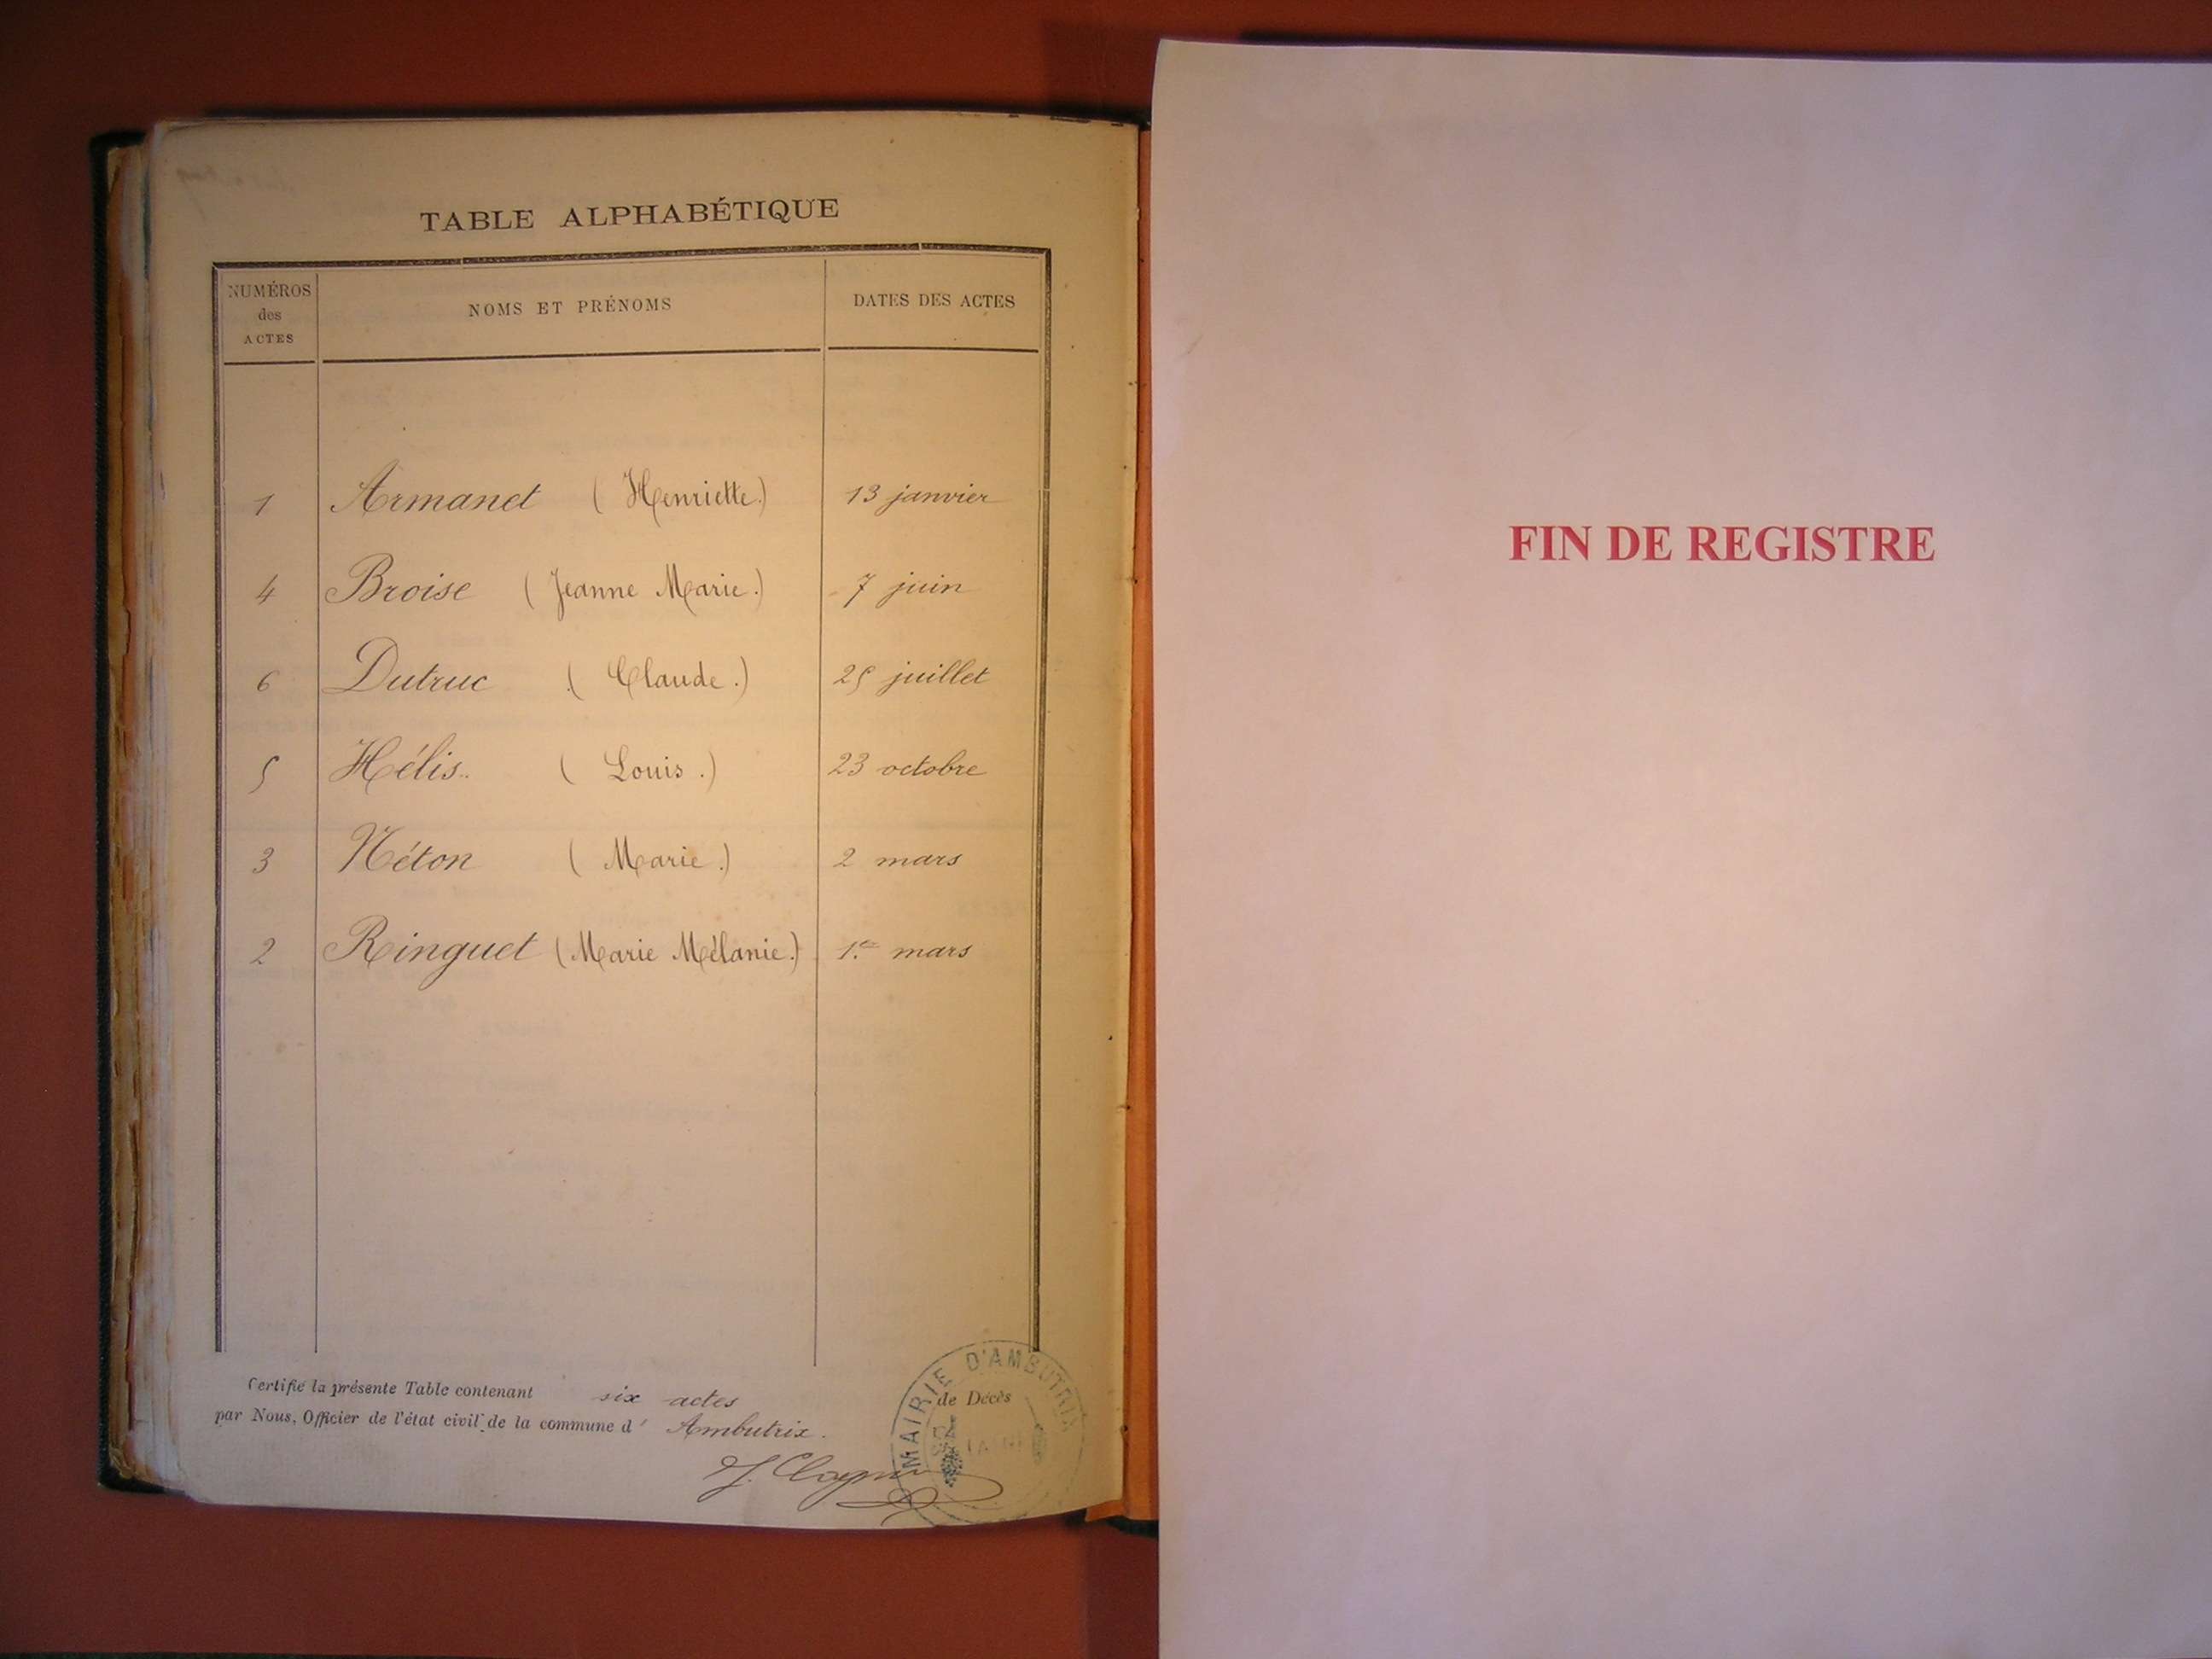 TABLE ALPHABÉTIQUE
NUMÉROS des ACTES
NOMS ET PRÉNOMS
DATES DES ACTES
1 Armanet (Henriette.) 13 janvier
4 Broise (Jeanne Marie.) 7 juin
6 Dutruc (Claude.) 25 juillet
5 Hélis.. (Louis.) 23 octobre
3 Néton (Marie.) 2 mars
2 Ringuet (Marie Mélanie.) 1.er mars
Certifié la présente Table contenant six actes de Décès
par Nous, Officier de l'état civil de la commune d' Ambutrix.
MAIRIE D'AMBUTRIX
FIN DE REGISTRE